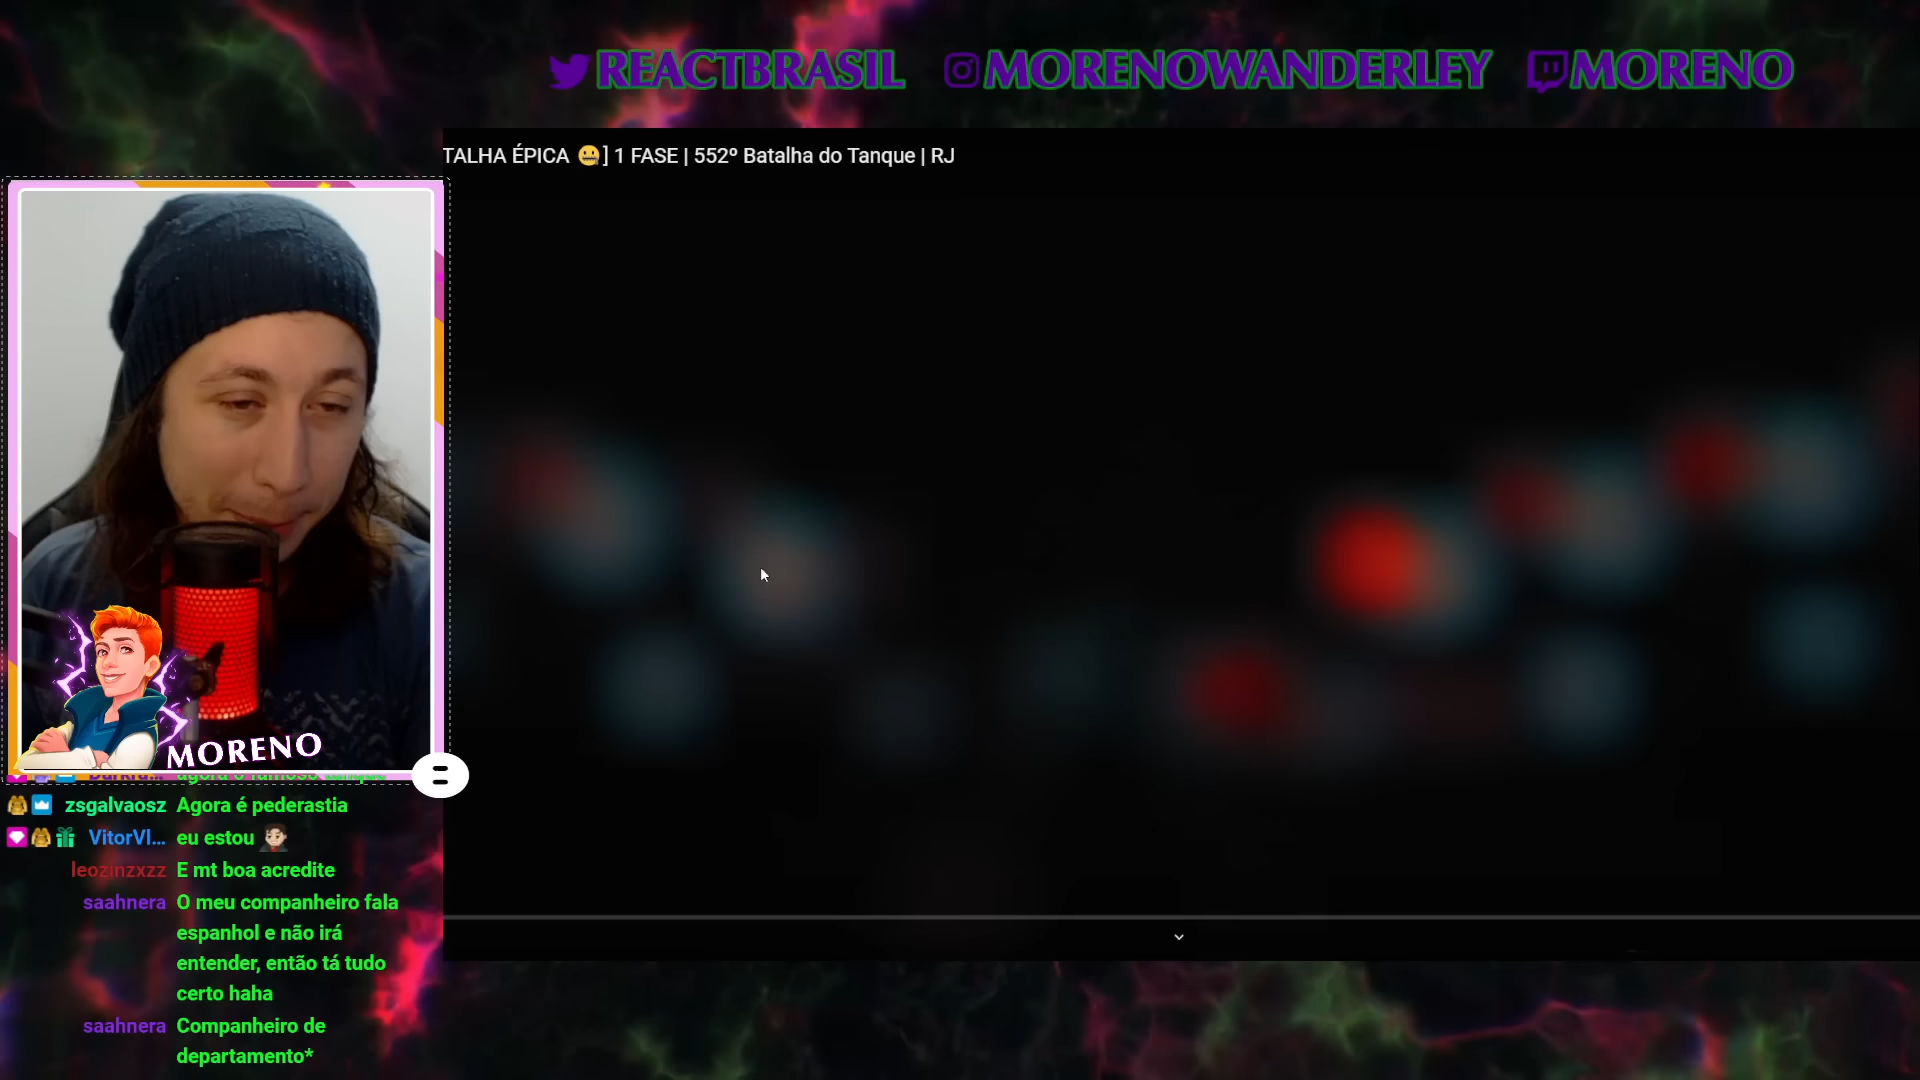 REACTBRASIL MORENOWANDERLEY MORENO
TALHA ÉPICA 🤐] 1 FASE | 552º Batalha do Tanque | RJ
MORENO
zsgalvaosz Agora é pederastia
VitorVl... eu estou
leozinzxzz E mt boa acredite
saahnera O meu companheiro fala
espanhol e não irá
entender, então tá tudo
certo haha
saahnera Companheiro de
departamento*